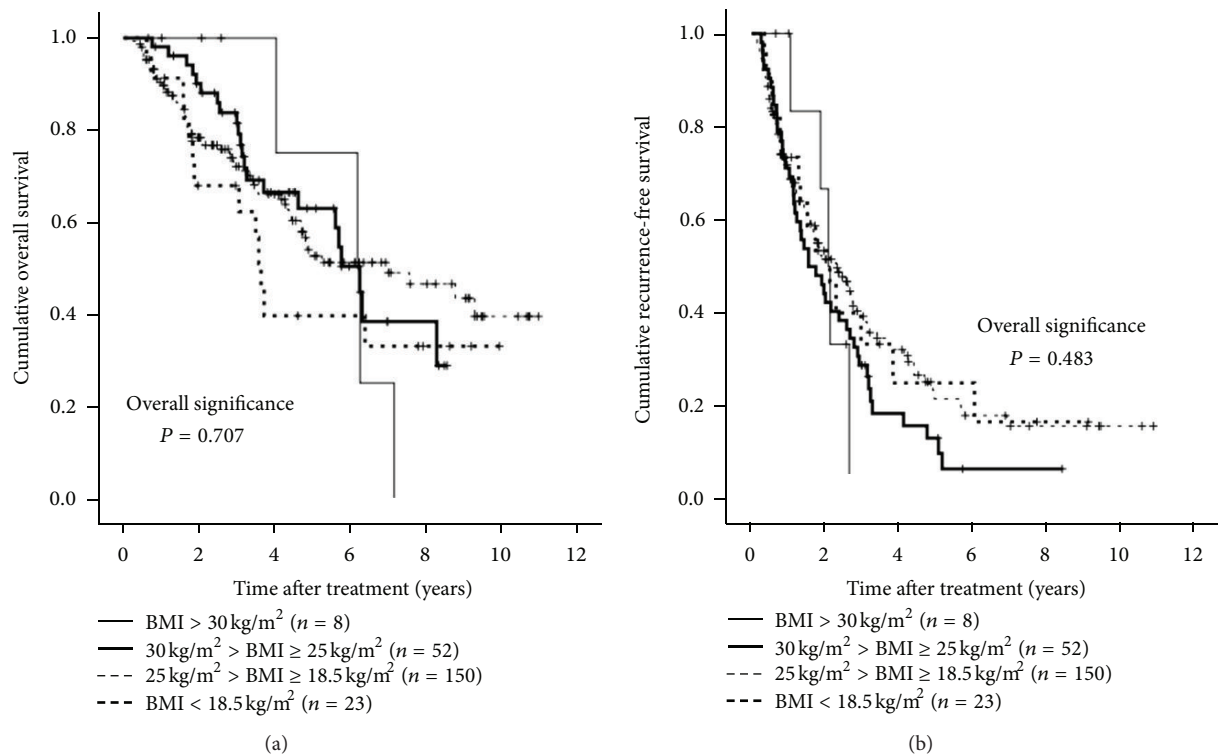 Cumulative overall survival
1.0
0.8
0.6
0.4
0.2
0.0
Overall significance
P = 0.707
0 2 4 6 8 10 12
Time after treatment (years)
BMI > 30 kg/m² (n = 8)
30 kg/m² > BMI ≥ 25 kg/m² (n = 52)
25 kg/m² > BMI ≥ 18.5 kg/m² (n = 150)
BMI < 18.5 kg/m² (n = 23)
(a)
Cumulative recurrence-free survival
1.0
0.8
0.6
0.4
0.2
0.0
Overall significance
P = 0.483
0 2 4 6 8 10 12
Time after treatment (years)
BMI > 30 kg/m² (n = 8)
30 kg/m² > BMI ≥ 25 kg/m² (n = 52)
25 kg/m² > BMI ≥ 18.5 kg/m² (n = 150)
BMI < 18.5 kg/m² (n = 23)
(b)